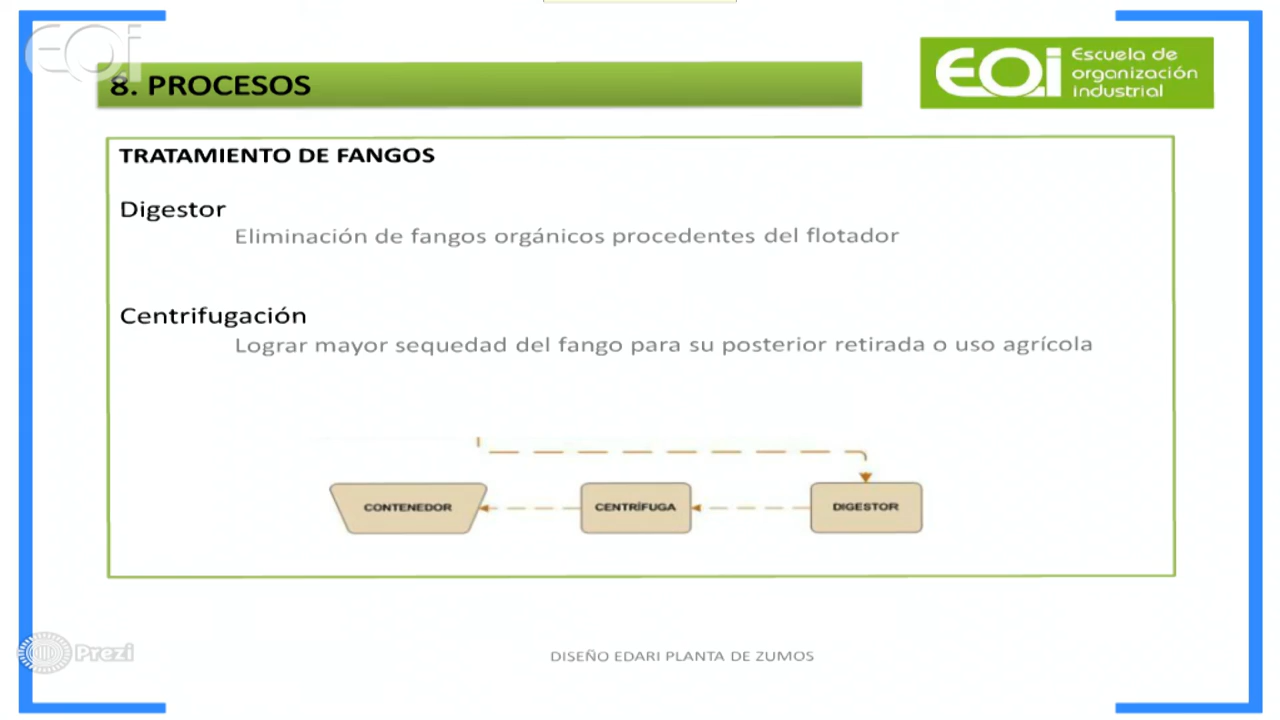 EOi
8. PROCESOS
EOi Escuela de
organización
industrial
TRATAMIENTO DE FANGOS
Digestor
Eliminación de fangos orgánicos procedentes del flotador
Centrifugación
Lograr mayor sequedad del fango para su posterior retirada o uso agrícola
CONTENEDOR
CENTRÍFUGA
DIGESTOR
Prezi
DISEÑO EDARI PLANTA DE ZUMOS